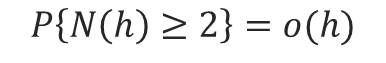 P{N(h) ≥ 2} = o(h)